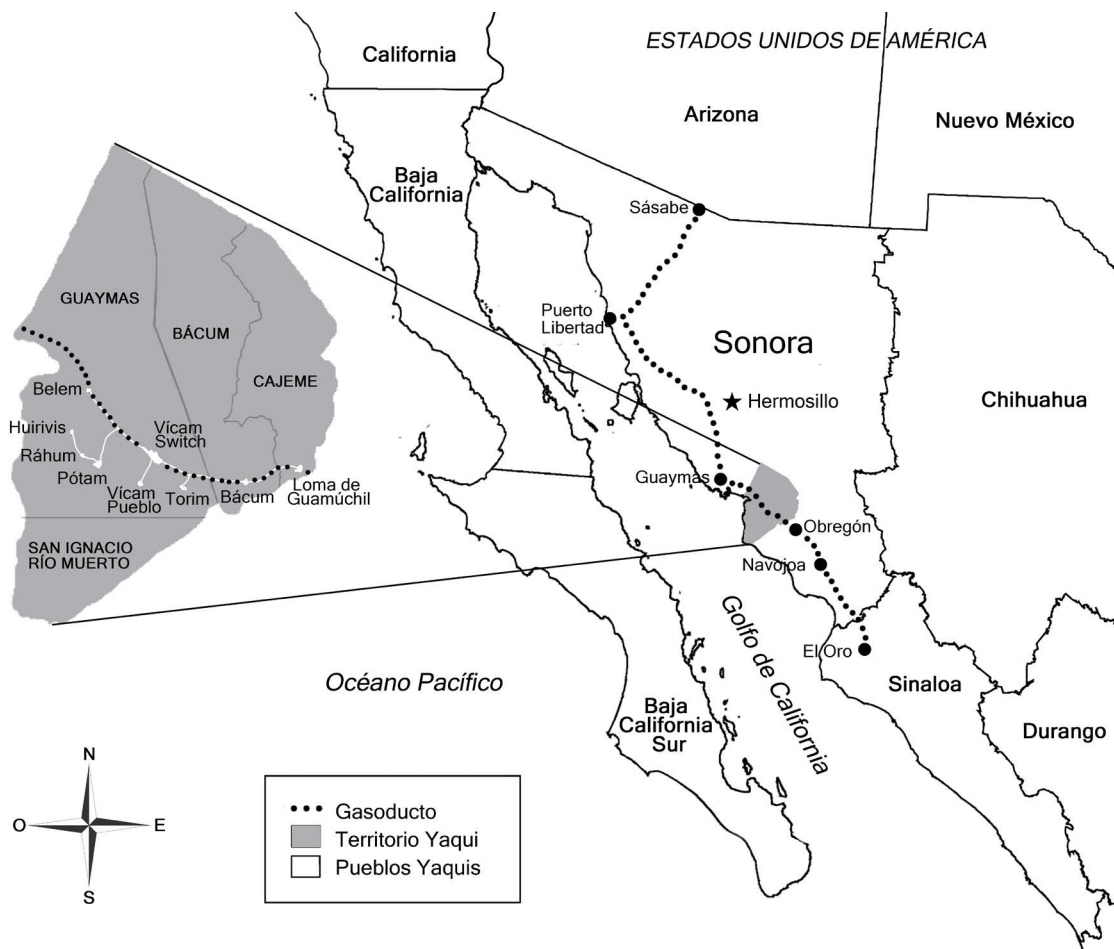 ESTADOS UNIDOS DE AMÉRICA
California
Arizona
Nuevo México
Baja
California
Sásabe
Puerto
Libertad
Sonora
Hermosillo
Chihuahua
Guaymas
Obregón
Navojoa
El Oro
Sinaloa
Durango
Golfo de California
Baja
California
Sur
Océano Pacífico
GUAYMAS
BÁCUM
CAJEME
Belem
Huirivis
Ráhum
Pótam
Vícam
Switch
Vícam
Pueblo
Torim
Bácum
Loma de
Guamúchil
SAN IGNACIO
RÍO MUERTO
N
O
E
S
Gasoducto
Territorio Yaqui
Pueblos Yaquis